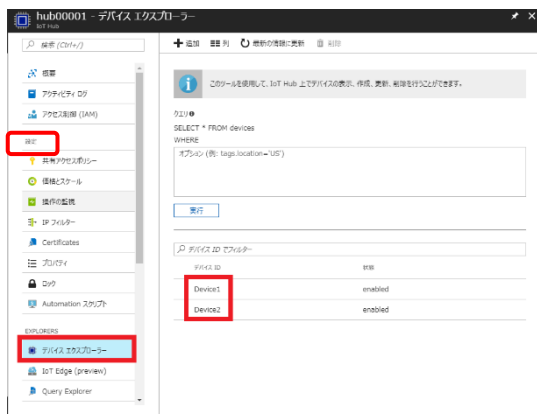 hub00001 - デバイス エクスプローラー
IoT Hub
検索 (Ctrl+/)
概要
アクティビティ ログ
アクセス制御 (IAM)
設定
共有アクセスポリシー
価格とスケール
操作の監視
IP フィルター
Certificates
プロパティ
ロック
Automation スクリプト
EXPLORERS
デバイス エクスプローラー
IoT Edge (preview)
Query Explorer
追加 列 最新の情報に更新 削除
このツールを使用して、IoT Hub 上でデバイスの表示、作成、更新、削除を行うことができます。
クエリ
SELECT * FROM devices
WHERE
オプション (例: tags.location='US')
実行
デバイス ID でフィルター
デバイス ID 状態
Device1 enabled
Device2 enabled